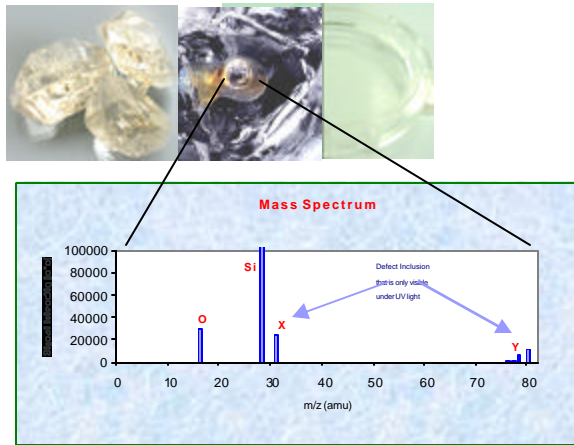 Mass Spectrum
100000
80000
60000
40000
20000
0
O
Si
X
Y
Defect Inclusion
that is only visible
under UV light
0 10 20 30 40 50 60 70 80
m/z (amu)